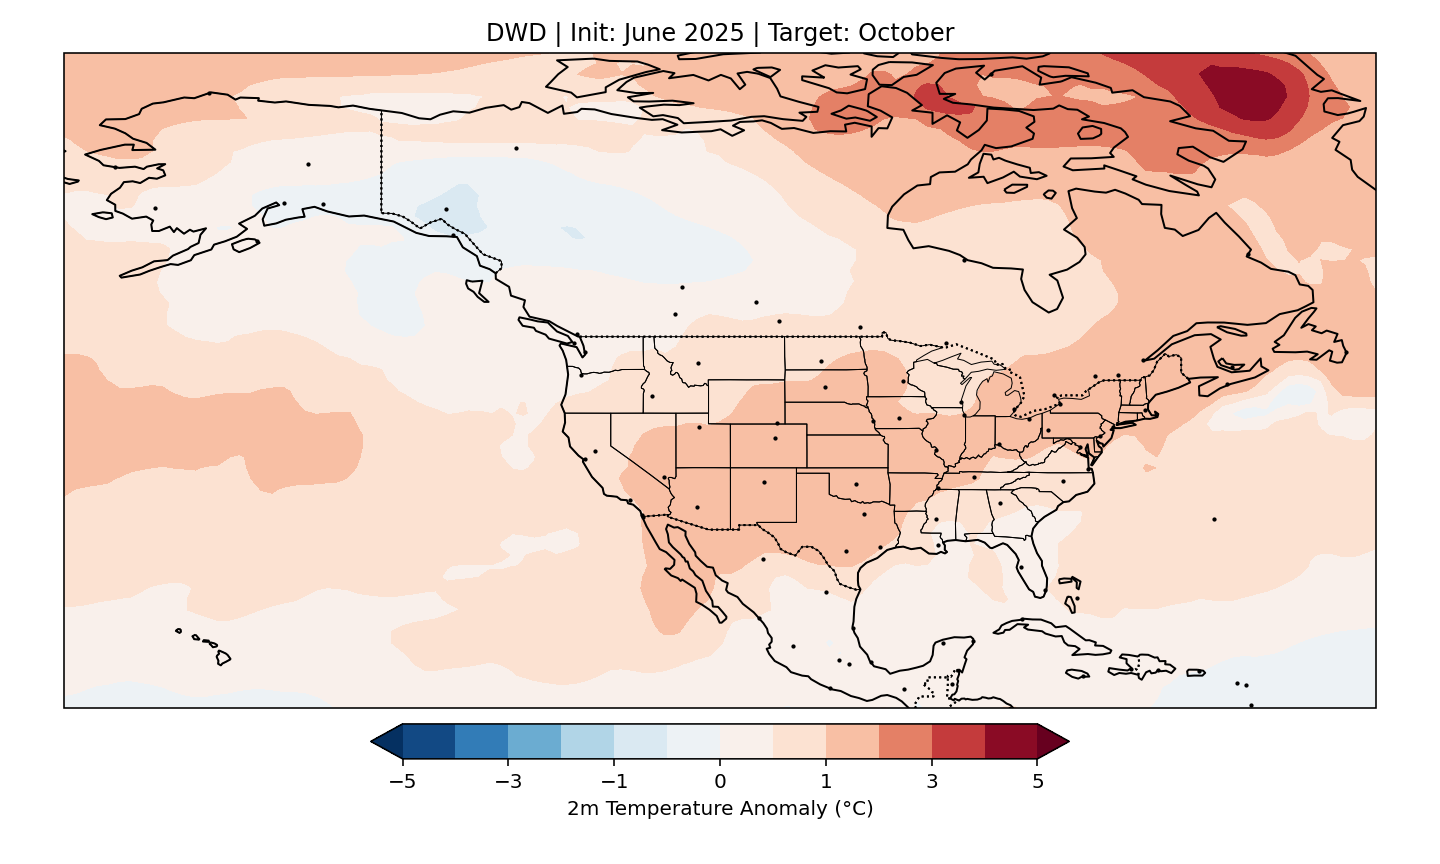 DWD | Init: June 2025 | Target: October
−5 −3 −1 0 1 3 5
2m Temperature Anomaly (°C)